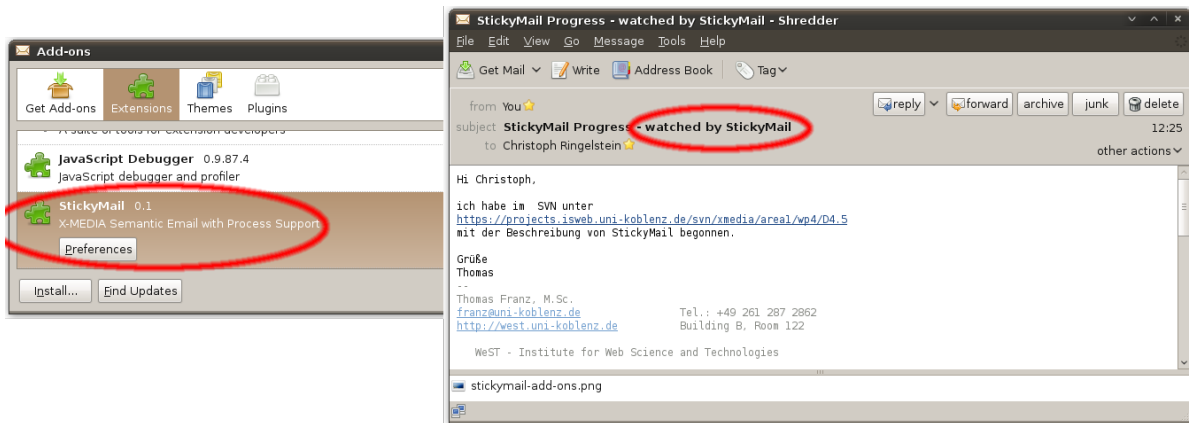 Add-ons
Get Add-ons Extensions Themes Plugins
A suite of tools for extension developers
JavaScript Debugger 0.9.87.4
JavaScript debugger and profiler
StickyMail 0.1
X-MEDIA Semantic Email with Process Support
Preferences
Install... Find Updates
StickyMail Progress - watched by StickyMail - Shredder
File Edit View Go Message Tools Help
Get Mail Write Address Book Tag
from You
reply forward archive junk delete
subject StickyMail Progress - watched by StickyMail
12:25
to Christoph Ringelstein
other actions
Hi Christoph,
ich habe im SVN unter
https://projects.isweb.uni-koblenz.de/svn/xmedia/area1/wp4/D4.5
mit der Beschreibung von StickyMail begonnen.
Grüße
Thomas
--
Thomas Franz, M.Sc.
franz@uni-koblenz.de Tel.: +49 261 287 2862
http://west.uni-koblenz.de Building B, Room 122
WeST - Institute for Web Science and Technologies
stickymail-add-ons.png